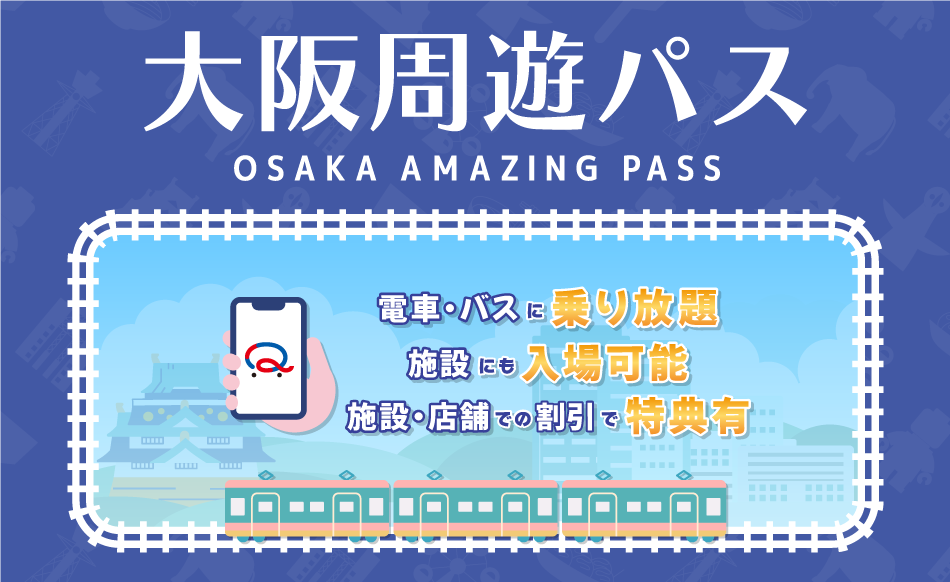 大阪周遊パス
OSAKA AMAZING PASS
電車・バスに乗り放題
施設にも入場可能
施設・店舗での割引で特典有